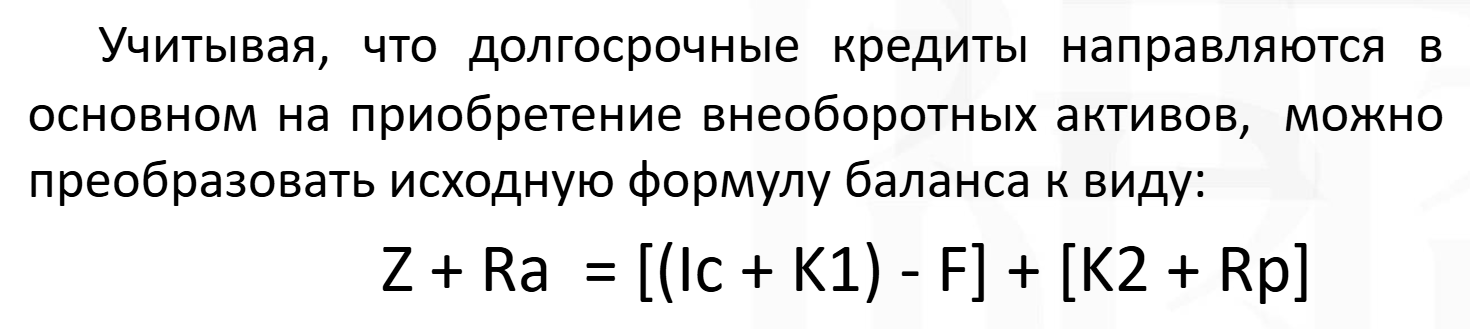 Учитывая, что долгосрочные кредиты направляются в
основном на приобретение внеоборотных активов, можно
преобразовать исходную формулу баланса к виду:
Z + Ra = [(Ic + K1) - F] + [K2 + Rp]